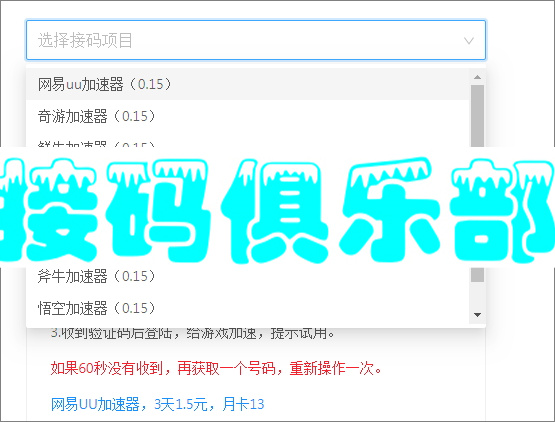 选择接码项目
网易uu加速器（0.15）
奇游加速器（0.15）
鲜牛加速器（0.15）
接码俱乐部
斧牛加速器（0.15）
悟空加速器（0.15）
3.收到验证码后登陆，给游戏加速，提示试用。
如果60秒没有收到，再获取一个号码，重新操作一次。
网易UU加速器，3天1.5元，月卡13